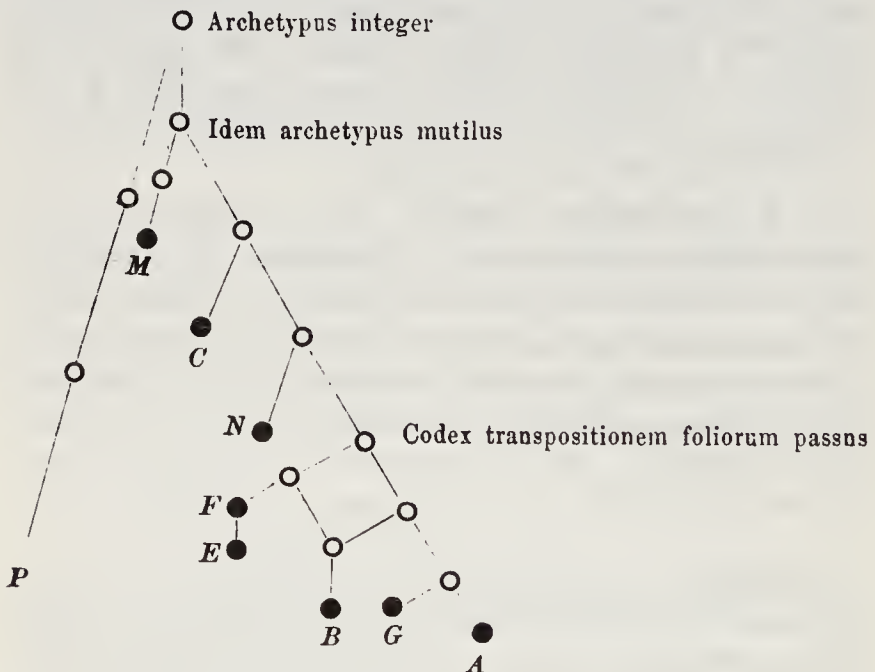 Archetypus integer
Idem archetypus mutilus
M
C
N
Codex transpositionem foliorum passus
F
E
P
B G
A